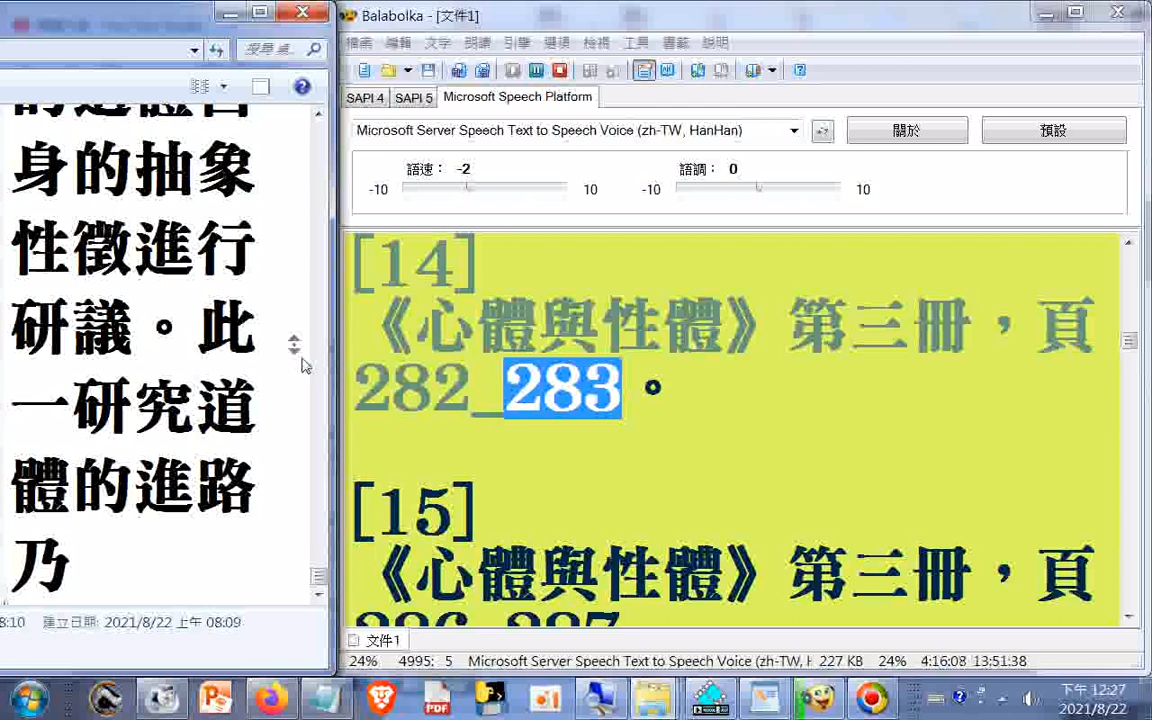 Balabolka - [文件1]
搜尋桌
檔案 編輯 文字 朗讀 引擎 選項 檢視 工具 書籤 說明
SAPI 4 SAPI 5 Microsoft Speech Platform
Microsoft Server Speech Text to Speech Voice (zh-TW, HanHan) 關於 預設
語速： -2 語調： 0
-10 10 -10 10
身的抽象
性徵進行
研議。此
一研究道
體的進路
乃
[14]
《心體與性體》第三冊，頁
282_283。
[15]
《心體與性體》第三冊，頁
286_287
8:10 建立日期: 2021/8/22 上午 08:09
文件1
24% 4995: 5 Microsoft Server Speech Text to Speech Voice (zh-TW, H 227 KB 24% 4:16:08 13:51:38
PDF
下午 12:27
2021/8/22